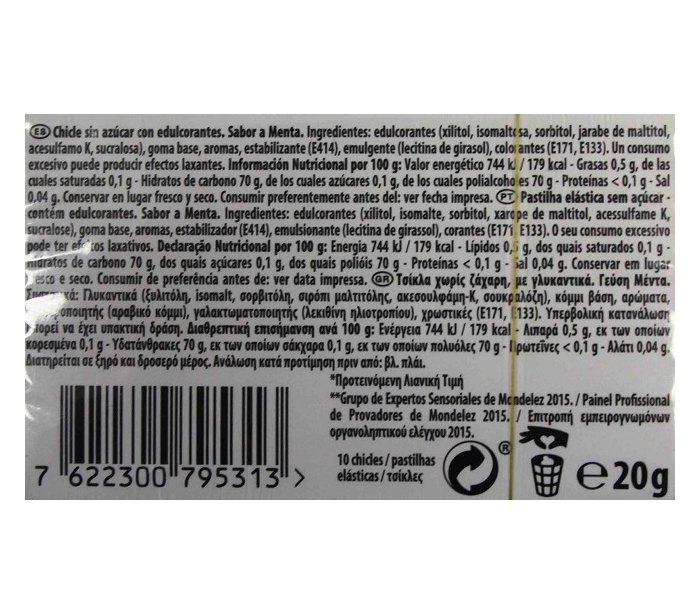 ES Chicle sin azúcar con edulcorantes. Sabor a Menta. Ingredientes: edulcorantes (xilitol, isomaltosa, sorbitol, jarabe de maltitol,
acesulfamo K, sucralosa), goma base, aromas, estabilizante (E414), emulgente (lecitina de girasol), colorantes (E171, E133). Un consumo
excesivo puede producir efectos laxantes. Información Nutricional por 100 g: Valor energético 744 kJ / 179 kcal - Grasas 0,5 g, de las
cuales saturadas 0,1 g - Hidratos de carbono 70 g, de los cuales azúcares 0,1 g, de los cuales polialcoholes 70 g - Proteínas < 0,1 g - Sal
0,04 g. Conservar en lugar fresco y seco. Consumir preferentemente antes del: ver fecha impresa. PT Pastilha elástica sem açúcar -
contém edulcorantes. Sabor a Menta. Ingredientes: edulcorantes (xilitol, isomalte, sorbitol, xarope de maltitol, acessulfame K,
sucralose), goma base, aromas, estabilizador (E414), emulsionante (lecitina de girassol), corantes (E171, E133). O seu consumo excessivo
pode ter efeitos laxativos. Declaração Nutricional por 100 g: Energia 744 kJ / 179 kcal - Lípidos 0,5 g, dos quais saturados 0,1 g -
Hidratos de carbono 70 g, dos quais açúcares 0,1 g, dos quais polióis 70 g - Proteínas < 0,1 g - Sal 0,04 g. Conservar em lugar
fresco e seco. Consumir de preferência antes de: ver data impressa. GR Τσίκλα χωρίς ζάχαρη, με γλυκαντικά. Γεύση Μέντα.
Συστατικά: Γλυκαντικά (ξυλιτόλη, isomalt, σορβιτόλη, σιρόπι μαλτιτόλης, ακεσουλφάμη-Κ, σουκραλόζη), κόμμι βάση, αρώματα,
σταθεροποιητής (αραβικό κόμμι), γαλακτωματοποιητής (λεκιθίνη ηλιοτροπίου), χρωστικές (E171, E133). Υπερβολική κατανάλωση
μπορεί να έχει υπακτική δράση. Διαθρεπτική επισήμανση ανά 100 g: Ενέργεια 744 kJ / 179 kcal - Λιπαρά 0,5 g, εκ των οποίων
κορεσμένα 0,1 g - Υδατάνθρακες 70 g, εκ των οποίων σάκχαρα 0,1 g, εκ των οποίων πολυόλες 70 g - Πρωτεΐνες < 0,1 g - Αλάτι 0,04 g.
Διατηρείται σε ξηρό και δροσερό μέρος. Ανάλωση κατά προτίμηση πριν από: βλ. πλάι.
*Προτεινόμενη Λιανική Τιμή
**Grupo de Expertos Sensoriales de Mondelez 2015. / Painel Profissional
de Provadores de Mondelez 2015. / Επιτροπή εμπειρογνωμόνων
οργανοληπτικού ελέγχου 2015.
10 chicles / pastilhas
elásticas / τσίκλες
®
℮ 20 g
7 622300 795313 >